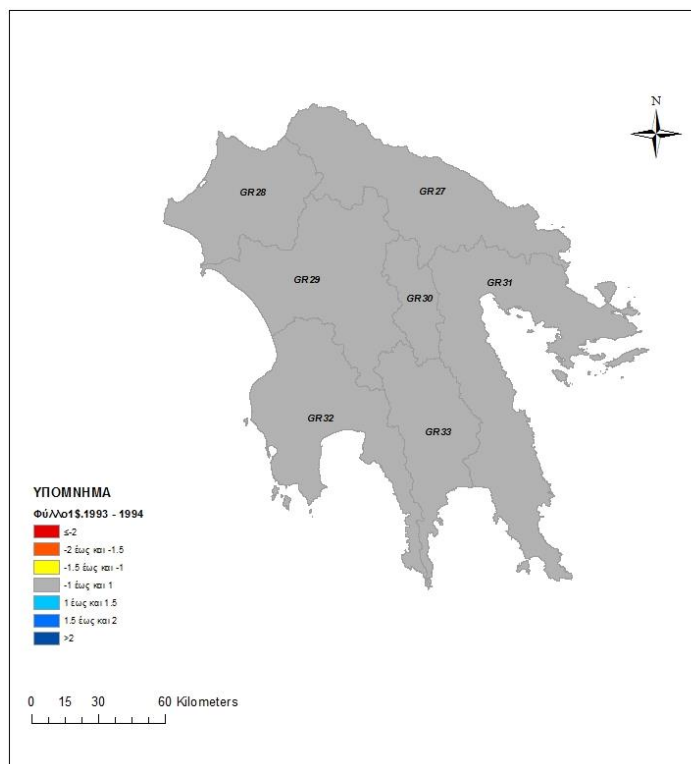 N
GR28
GR27
GR29
GR30
GR31
GR32
GR33
ΥΠΟΜΝΗΜΑ
Φύλλο1$.1993 - 1994
≤-2
-2 έως και -1.5
-1.5 έως και -1
-1 έως και 1
1 έως και 1.5
1.5 έως και 2
>2
0 15 30 60 Kilometers